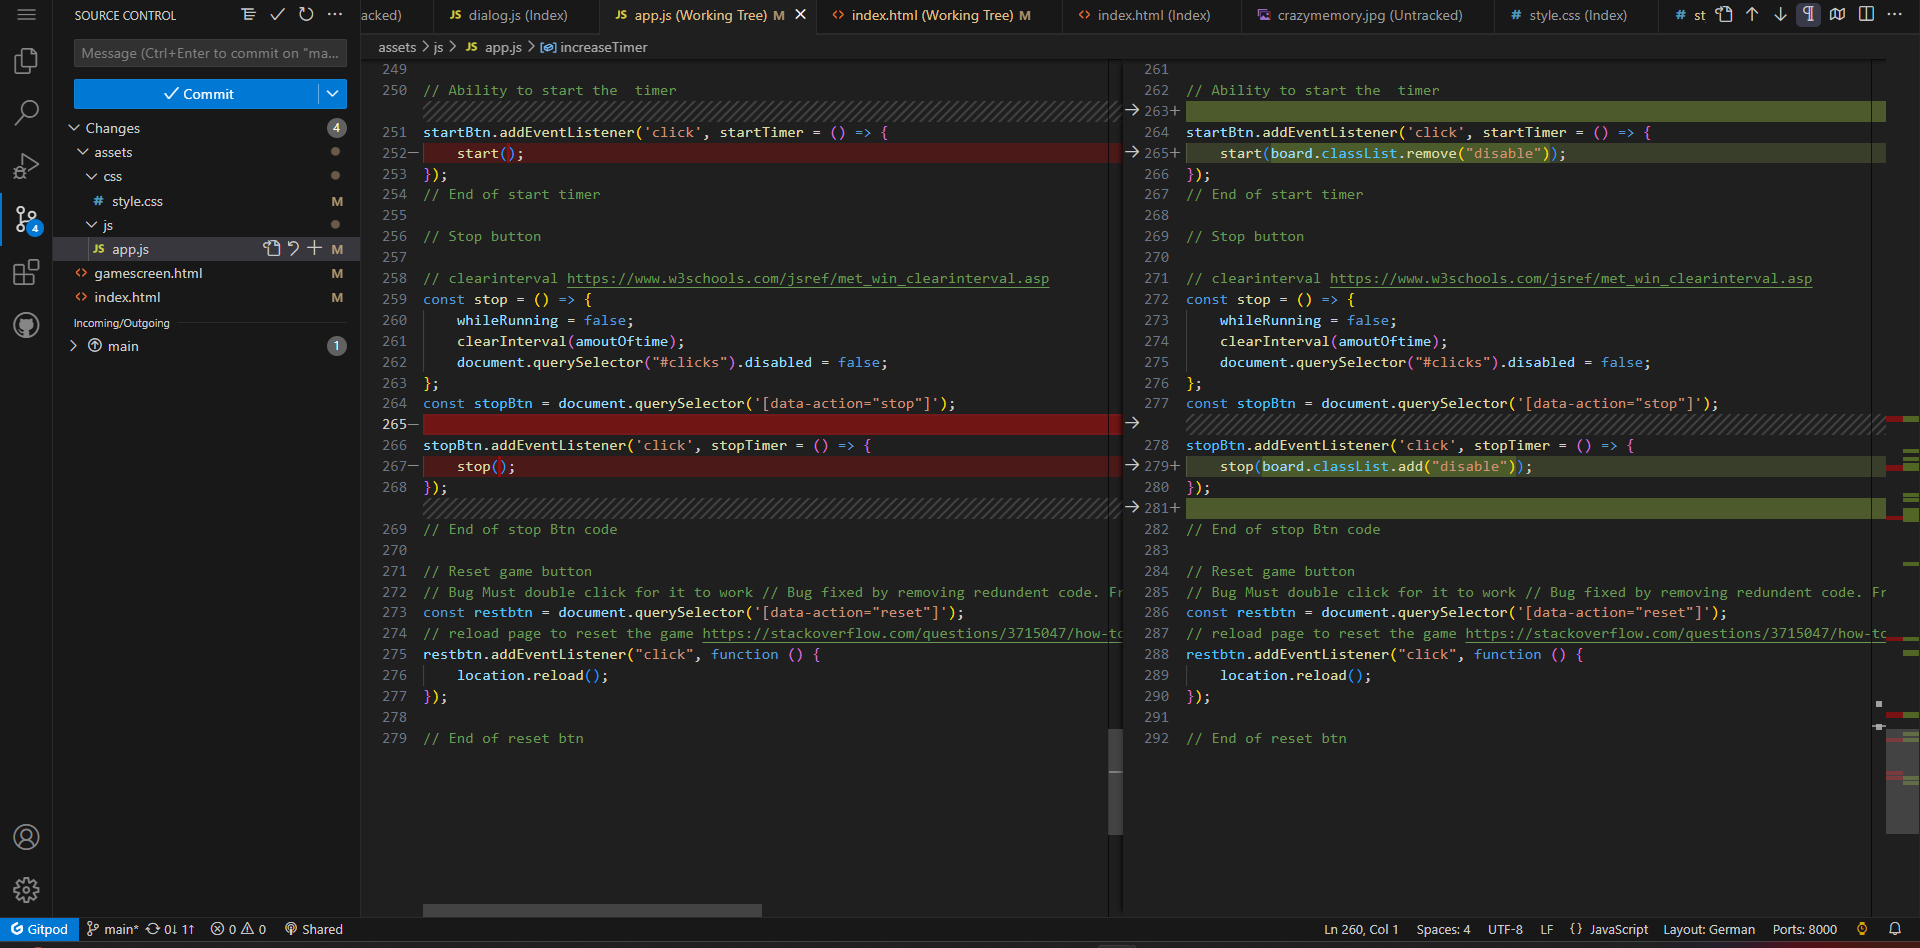 SOURCE CONTROL
Message (Ctrl+Enter to commit on "ma...
Commit
Changes 4
assets
css
# style.css M
js
JS app.js M
<> gamescreen.html M
<> index.html M
Incoming/Outgoing
main 1
4
acked) JS dialog.js (Index) JS app.js (Working Tree) M <> index.html (Working Tree) M <> index.html (Index) crazymemory.jpg (Untracked) # style.css (Index) # st
assets > js > JS app.js > increaseTimer
249
250 // Ability to start the  timer
251 startBtn.addEventListener('click', startTimer = () => {
252— start();
253 });
254 // End of start timer
255
256 // Stop button
257
258 // clearinterval https://www.w3schools.com/jsref/met_win_clearinterval.asp
259 const stop = () => {
260 whileRunning = false;
261 clearInterval(amoutOftime);
262 document.querySelector("#clicks").disabled = false;
263 };
264 const stopBtn = document.querySelector('[data-action="stop"]');
265—
266 stopBtn.addEventListener('click', stopTimer = () => {
267— stop();
268 });
269 // End of stop Btn code
270
271 // Reset game button
272 // Bug Must double click for it to work // Bug fixed by removing redundant code. Fr
273 const restbtn = document.querySelector('[data-action="reset"]');
274 // reload page to reset the game https://stackoverflow.com/questions/3715047/how-to
275 restbtn.addEventListener("click", function () {
276 location.reload();
277 });
278
279 // End of reset btn
261
262 // Ability to start the  timer
263+
264 startBtn.addEventListener('click', startTimer = () => {
265+ start(board.classList.remove("disable"));
266 });
267 // End of start timer
268
269 // Stop button
270
271 // clearinterval https://www.w3schools.com/jsref/met_win_clearinterval.asp
272 const stop = () => {
273 whileRunning = false;
274 clearInterval(amoutOftime);
275 document.querySelector("#clicks").disabled = false;
276 };
277 const stopBtn = document.querySelector('[data-action="stop"]');
278 stopBtn.addEventListener('click', stopTimer = () => {
279+ stop(board.classList.add("disable"));
280 });
281+
282 // End of stop Btn code
283
284 // Reset game button
285 // Bug Must double click for it to work // Bug fixed by removing redundant code. Fr
286 const restbtn = document.querySelector('[data-action="reset"]');
287 // reload page to reset the game https://stackoverflow.com/questions/3715047/how-to
288 restbtn.addEventListener("click", function () {
289 location.reload();
290 });
291
292 // End of reset btn
Gitpod main* 0↓ 1↑ 0 0 Shared Ln 260, Col 1 Spaces: 4 UTF-8 LF {} JavaScript Layout: German Ports: 8000